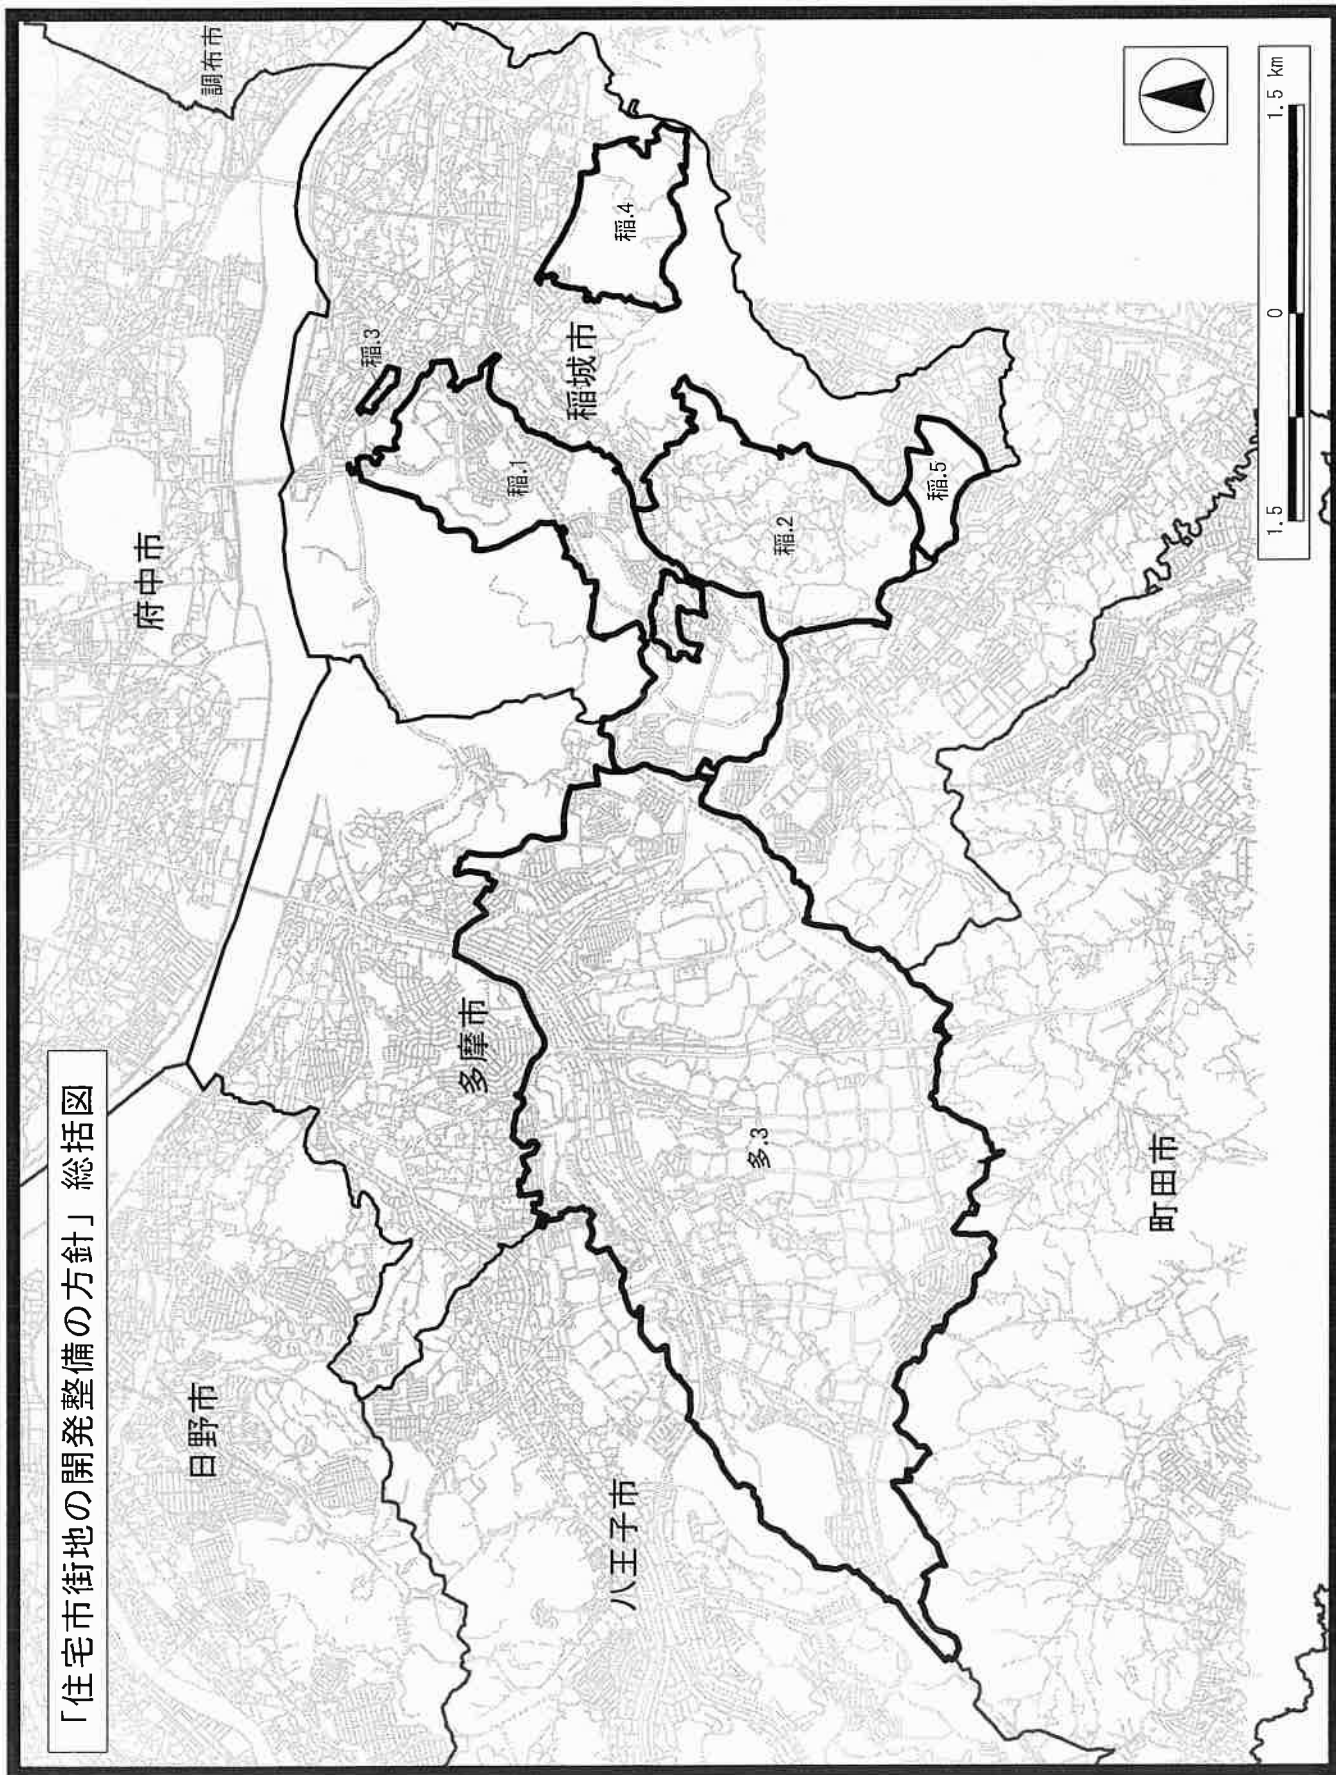 「住宅市街地の開発整備の方針」総括図
調布市
府中市
稲.3
稲.4
稲城市
稲.1
稲.2
稲.5
日野市
多摩市
多.3
八王子市
町田市
1.5 0 1.5 km